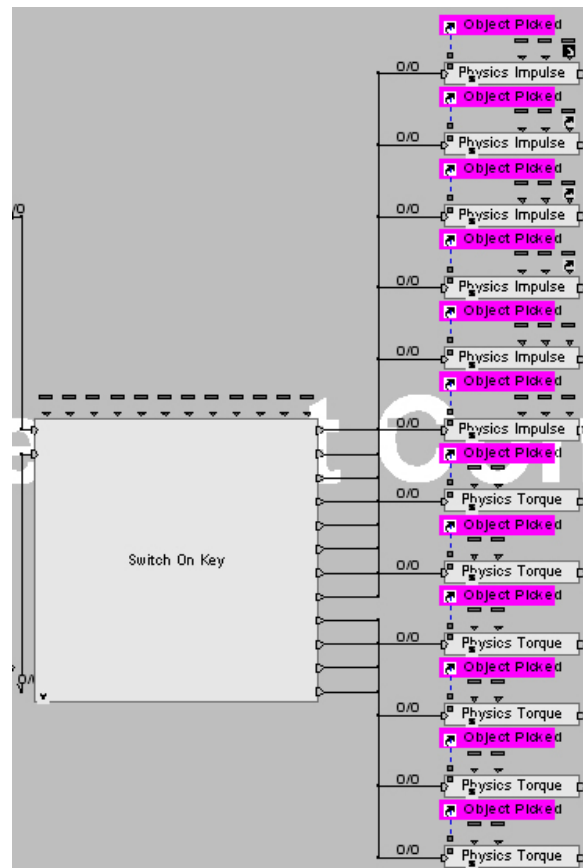 Object Picked
0/0
Physics Impulse
Object Picked
0/0
Physics Impulse
Object Picked
0/0
Physics Impulse
Object Picked
0/0
Physics Impulse
Object Picked
0/0
Physics Impulse
Object Picked
0/0
Physics Impulse
Object Picked
0/0
Physics Torque
Object Picked
Switch On Key
0/0
Physics Torque
Object Picked
0/0
Physics Torque
Object Picked
0/0
Physics Torque
Object Picked
0/0
Physics Torque
Object Picked
0/0
Physics Torque